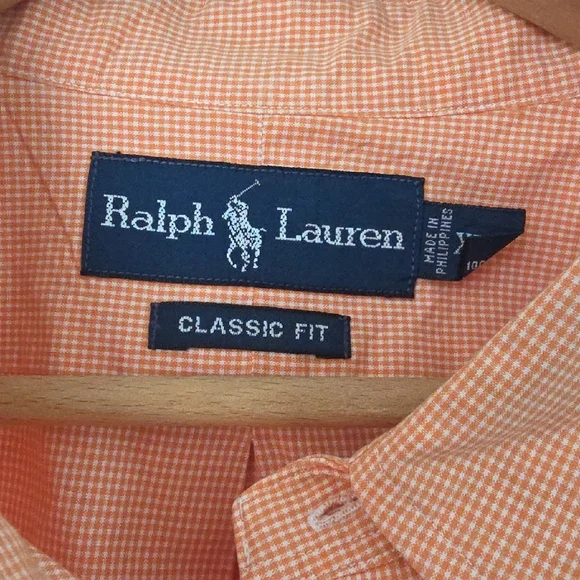 Ralph Lauren
MADE IN
PHILIPPINES
CLASSIC FIT